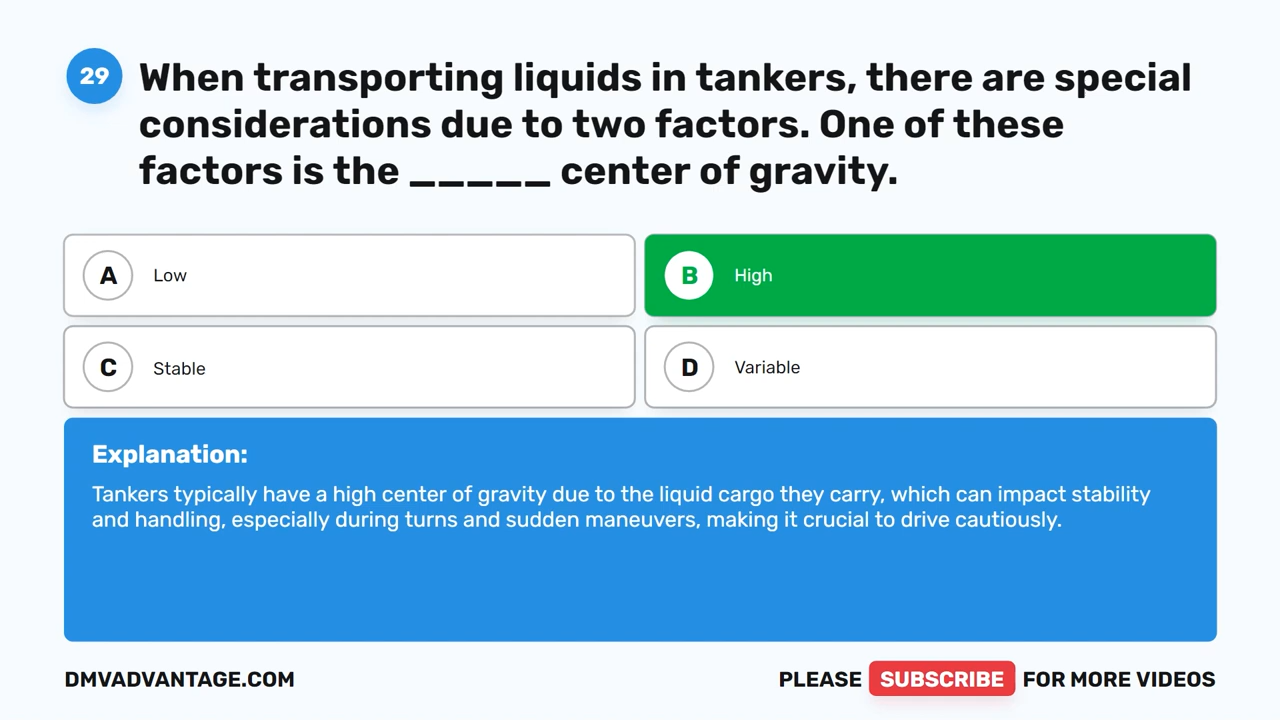 29
When transporting liquids in tankers, there are special
considerations due to two factors. One of these
factors is the _____ center of gravity.
A Low
B High
C Stable
D Variable
Explanation:
Tankers typically have a high center of gravity due to the liquid cargo they carry, which can impact stability
and handling, especially during turns and sudden maneuvers, making it crucial to drive cautiously.
DMVADVANTAGE.COM
PLEASE SUBSCRIBE FOR MORE VIDEOS